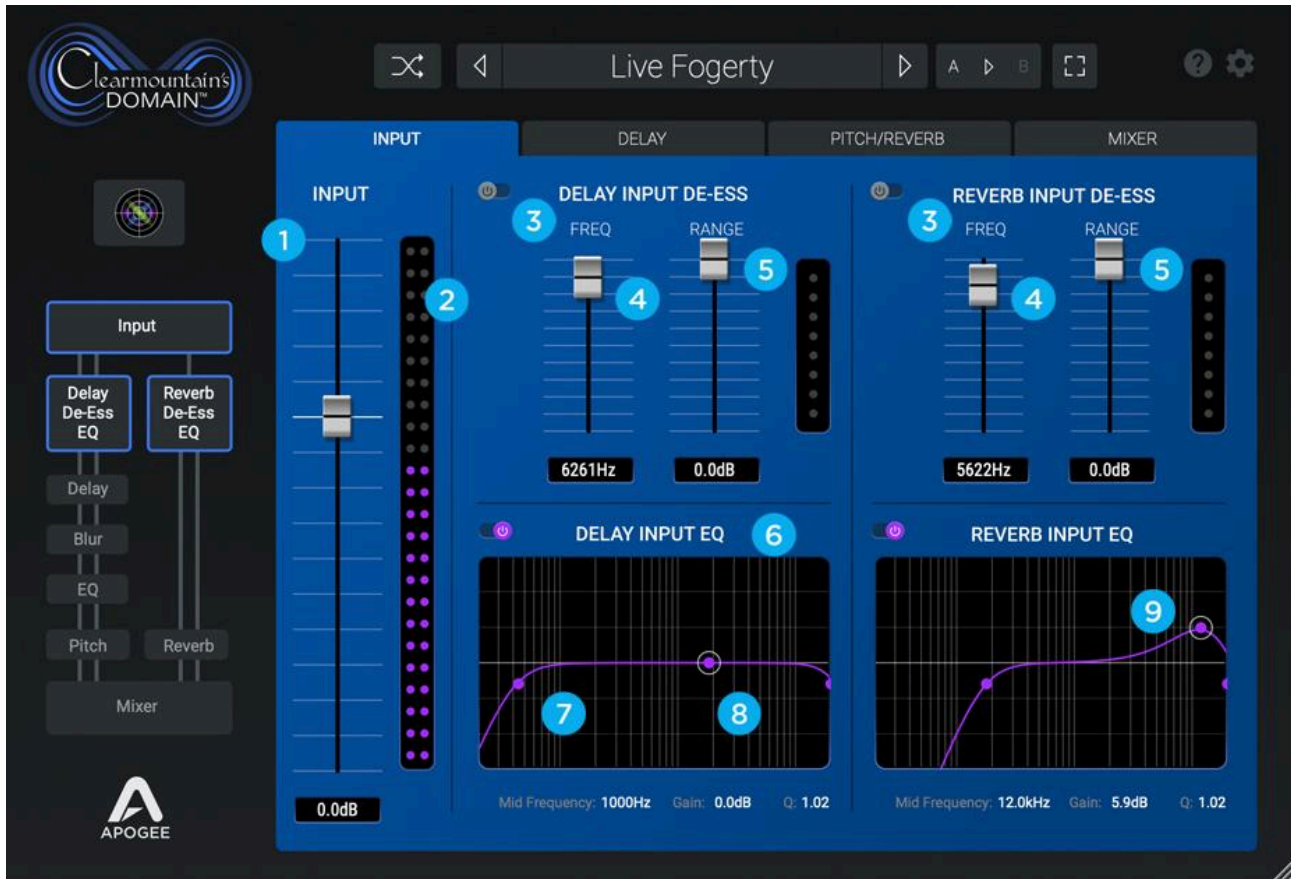 Clearmountain's
DOMAIN™
Live Fogerty
A
B
?
INPUT
DELAY
PITCH/REVERB
MIXER
INPUT
1
2
0.0dB
DELAY INPUT DE-ESS
3
FREQ
RANGE
4
5
6261Hz
0.0dB
REVERB INPUT DE-ESS
3
FREQ
RANGE
4
5
5622Hz
0.0dB
DELAY INPUT EQ
6
7
8
Mid Frequency: 1000Hz Gain: 0.0dB Q: 1.02
REVERB INPUT EQ
9
Mid Frequency: 12.0kHz Gain: 5.9dB Q: 1.02
Input
Delay
De-Ess
EQ
Reverb
De-Ess
EQ
Delay
Blur
EQ
Pitch
Reverb
Mixer
APOGEE